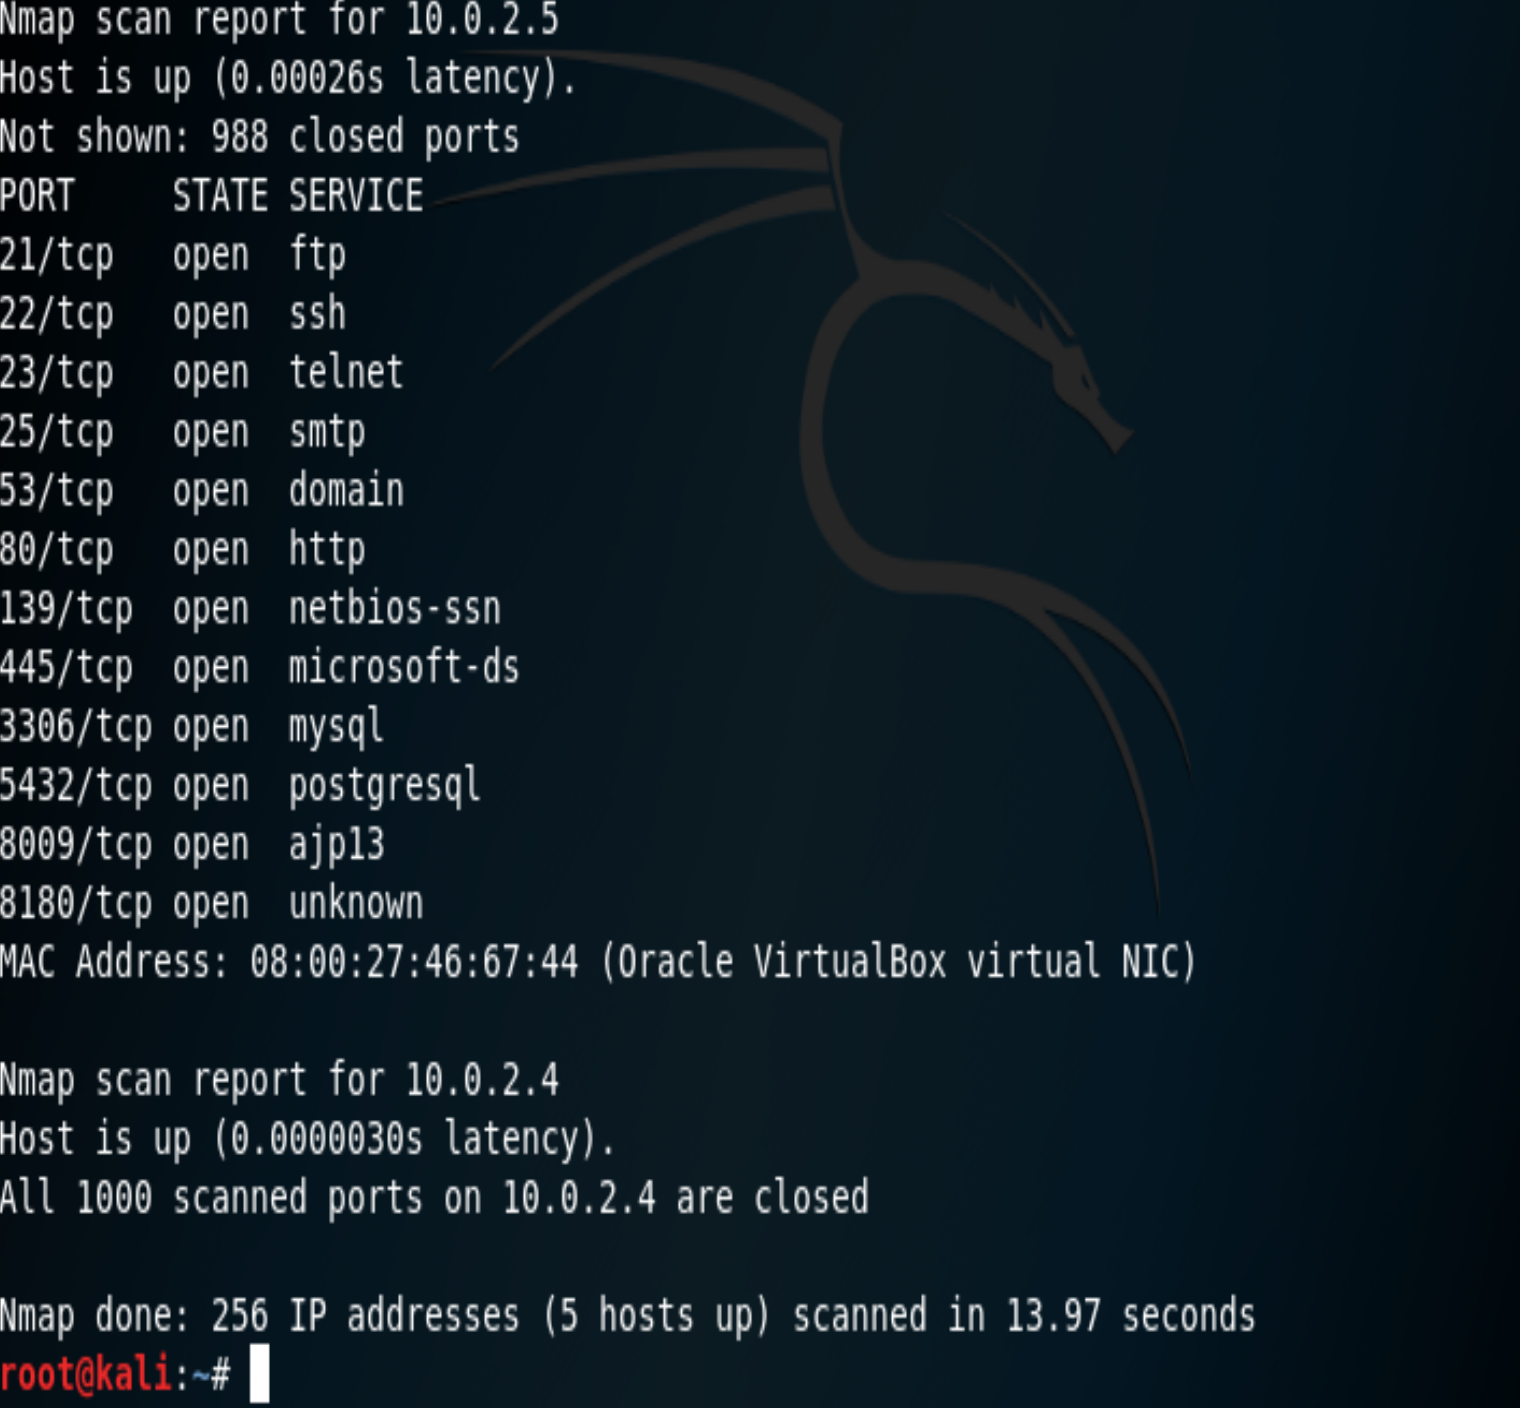 Nmap scan report for 10.0.2.5
Host is up (0.00026s latency).
Not shown: 988 closed ports
PORT     STATE SERVICE
21/tcp   open  ftp
22/tcp   open  ssh
23/tcp   open  telnet
25/tcp   open  smtp
53/tcp   open  domain
80/tcp   open  http
139/tcp  open  netbios-ssn
445/tcp  open  microsoft-ds
3306/tcp open  mysql
5432/tcp open  postgresql
8009/tcp open  ajp13
8180/tcp open  unknown
MAC Address: 08:00:27:46:67:44 (Oracle VirtualBox virtual NIC)
Nmap scan report for 10.0.2.4
Host is up (0.0000030s latency).
All 1000 scanned ports on 10.0.2.4 are closed
Nmap done: 256 IP addresses (5 hosts up) scanned in 13.97 seconds
root@kali:~#